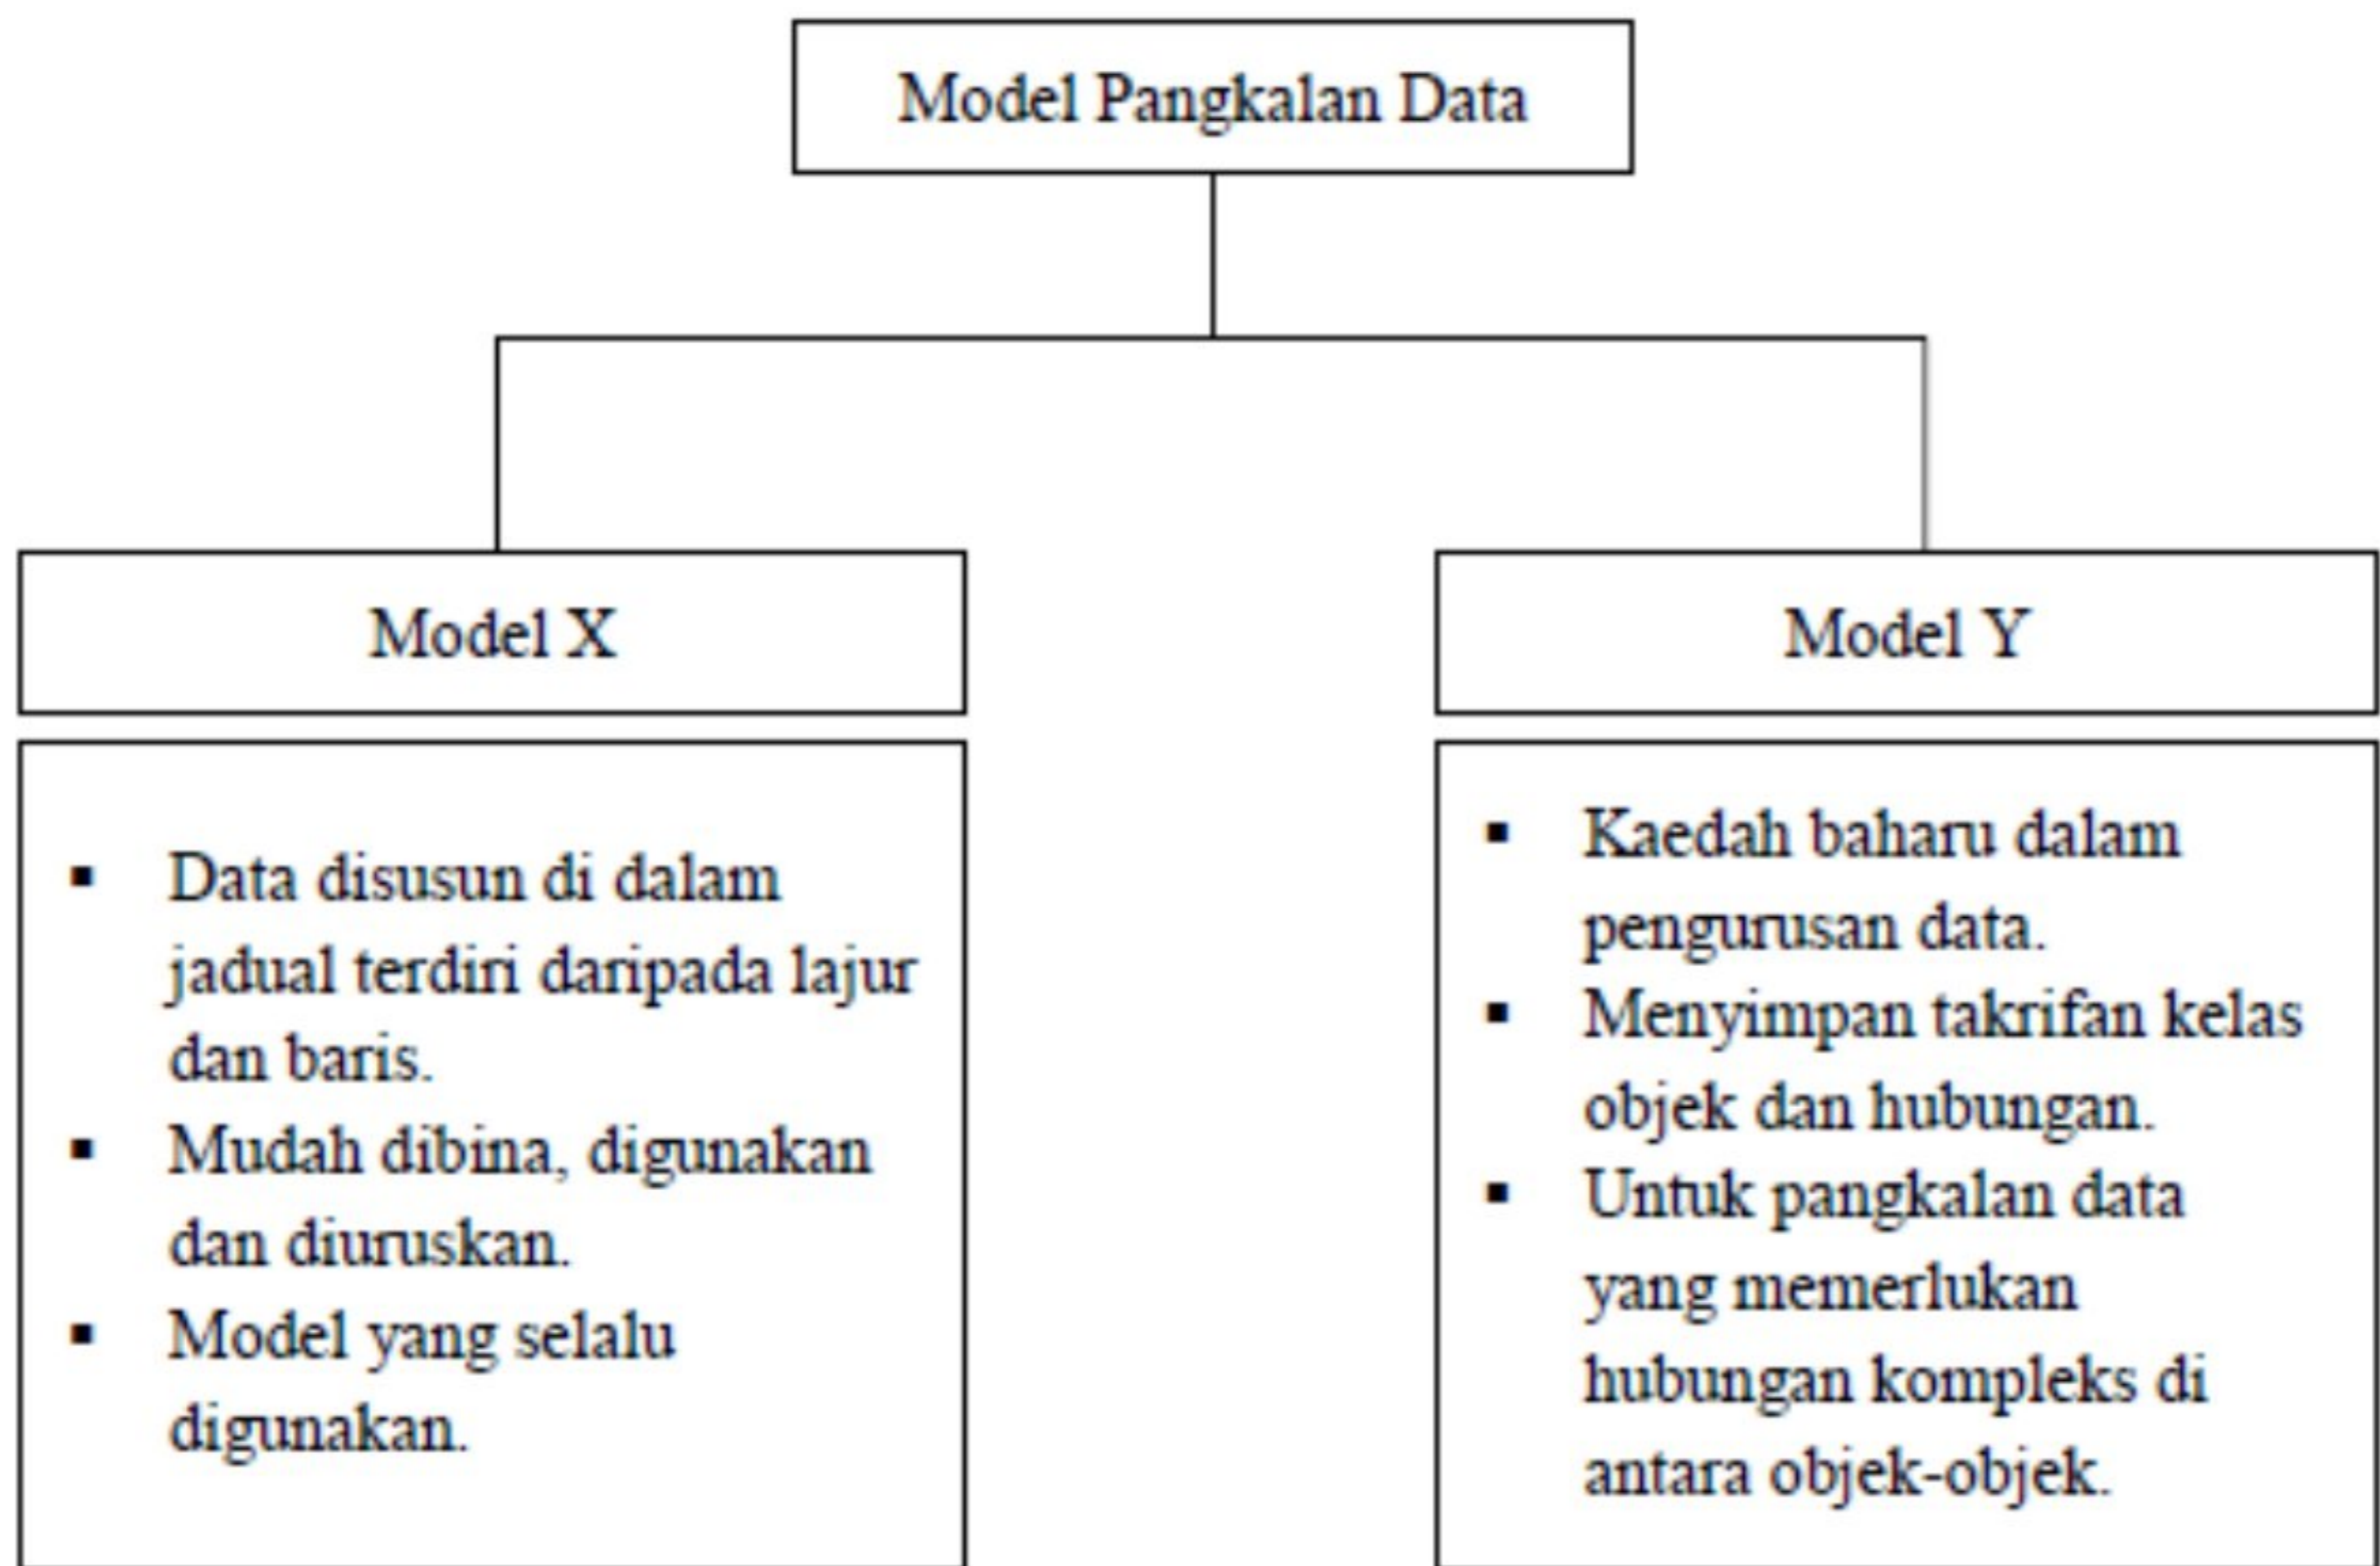 Model Pangkalan Data
Model X
▪ Data disusun di dalam
jadual terdiri daripada lajur
dan baris.
▪ Mudah dibina, digunakan
dan diuruskan.
▪ Model yang selalu
digunakan.
Model Y
▪ Kaedah baharu dalam
pengurusan data.
▪ Menyimpan takrifan kelas
objek dan hubungan.
▪ Untuk pangkalan data
yang memerlukan
hubungan kompleks di
antara objek-objek.